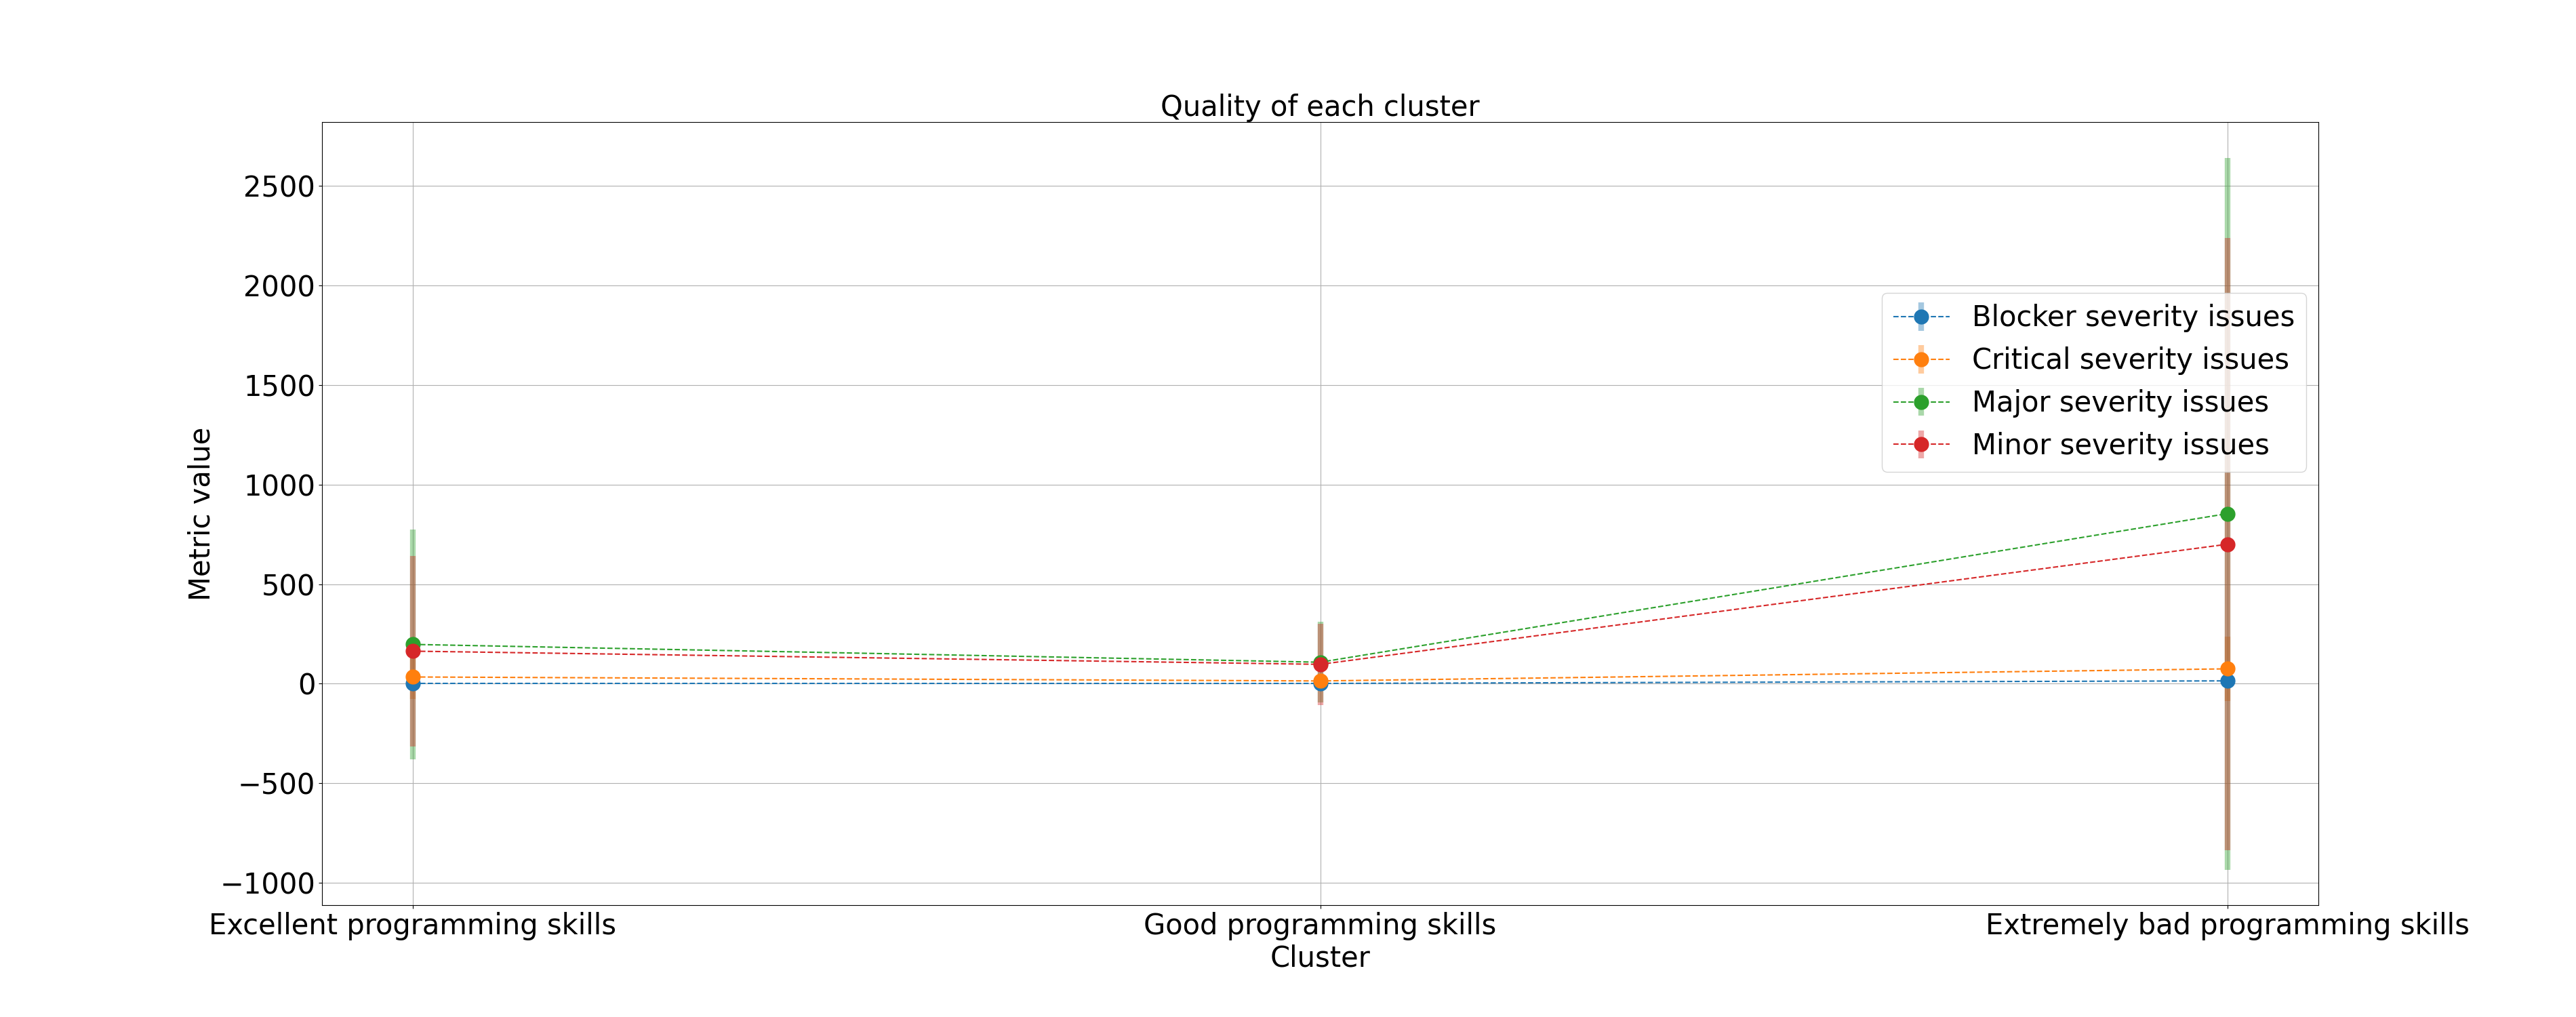 Quality of each cluster
Metric value
2500
2000
1500
1000
500
0
−500
−1000
Blocker severity issues
Critical severity issues
Major severity issues
Minor severity issues
Excellent programming skills
Good programming skills
Extremely bad programming skills
Cluster